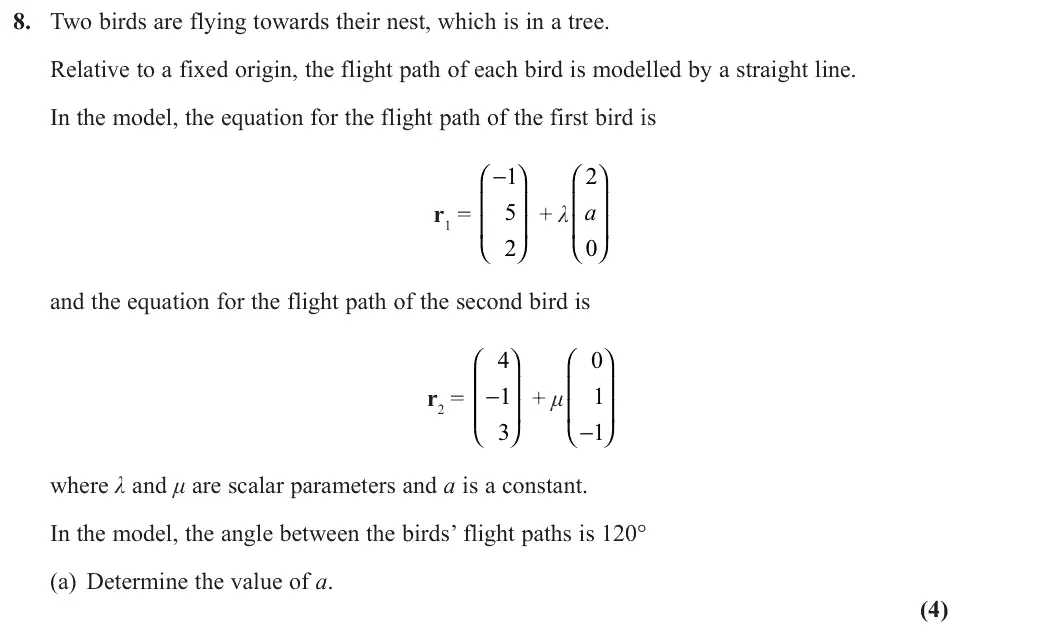 8. Two birds are flying towards their nest, which is in a tree.
Relative to a fixed origin, the flight path of each bird is modelled by a straight line.
In the model, the equation for the flight path of the first bird is
r₁ = (−1, 5, 2) + λ(2, a, 0)
and the equation for the flight path of the second bird is
r₂ = (4, −1, 3) + μ(0, 1, −1)
where λ and μ are scalar parameters and a is a constant.
In the model, the angle between the birds’ flight paths is 120°
(a) Determine the value of a.
(4)